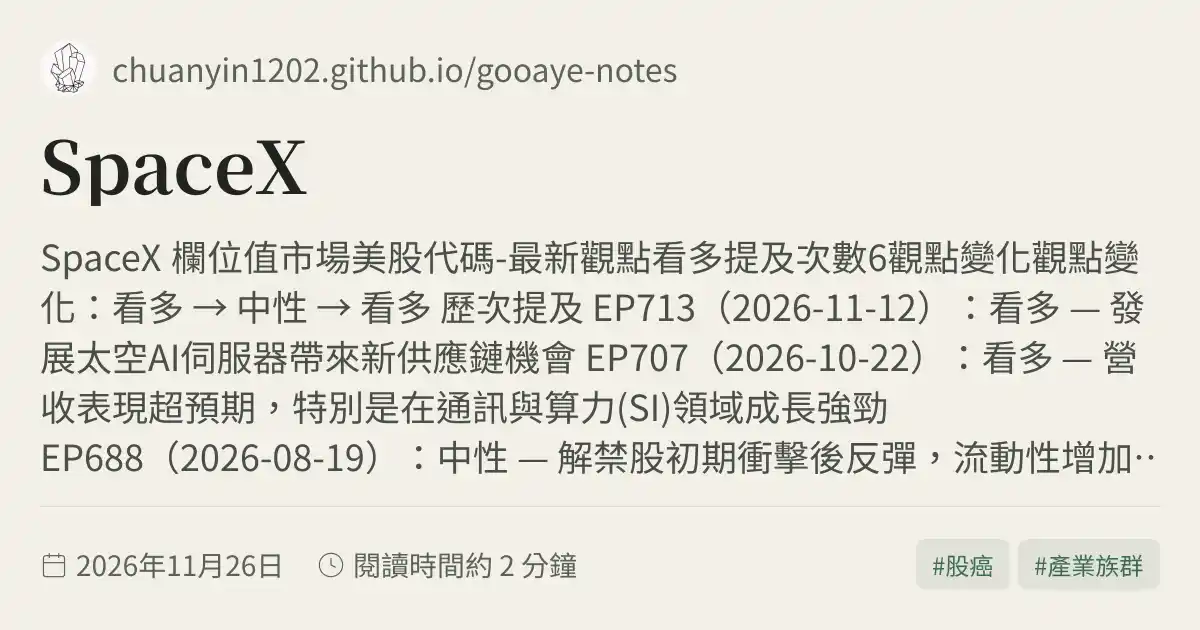 chuanyin1202.github.io/gooaye-notes
SpaceX
SpaceX 欄位值市場美股代碼-最新觀點看多提及次數6觀點變化觀點變
化：看多 → 中性 → 看多 歷次提及 EP713（2026-11-12）：看多 — 發
展太空AI伺服器帶來新供應鏈機會 EP707（2026-10-22）：看多 — 營
收表現超預期，特別是在通訊與算力(SI)領域成長強勁
EP688（2026-08-19）：中性 — 解禁股初期衝擊後反彈，流動性增加··
2026年11月26日
閱讀時間約 2 分鐘
#股癌
#產業族群